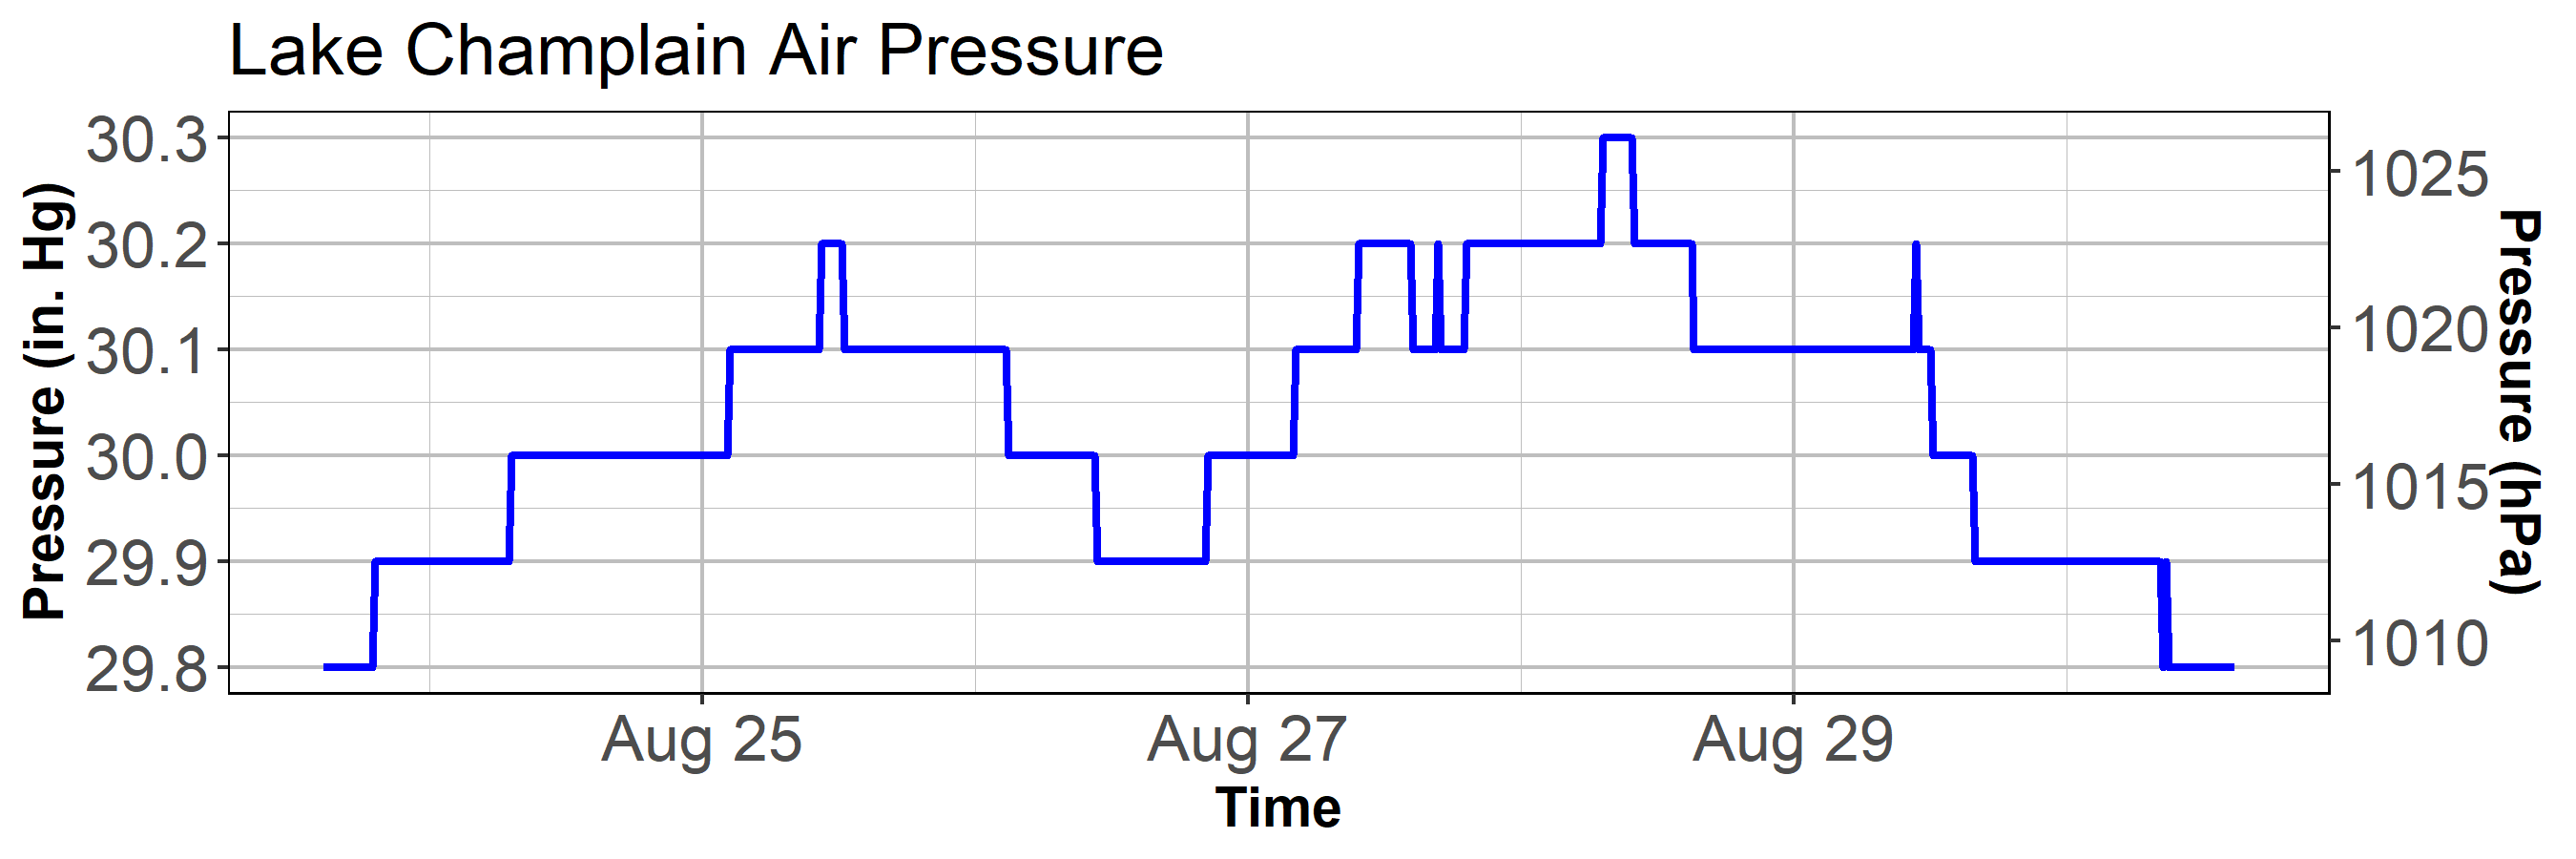 Lake Champlain Air Pressure
Pressure (in. Hg)
30.3
30.2
30.1
30.0
29.9
29.8
1025
1020
1015
1010
Pressure (hPa)
Aug 25
Aug 27
Aug 29
Time